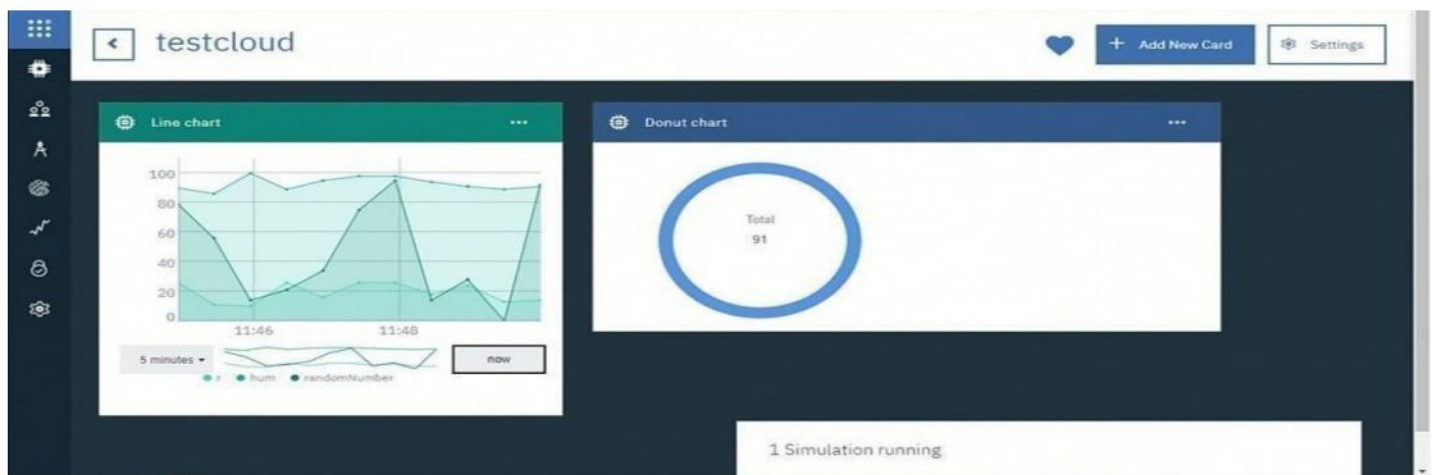 testcloud
+ Add New Card
Settings
Line chart
...
Donut chart
...
100
80
60
40
20
0
11:46
11:48
5 minutes
now
r
hum
randomNumber
Total
91
1 Simulation running